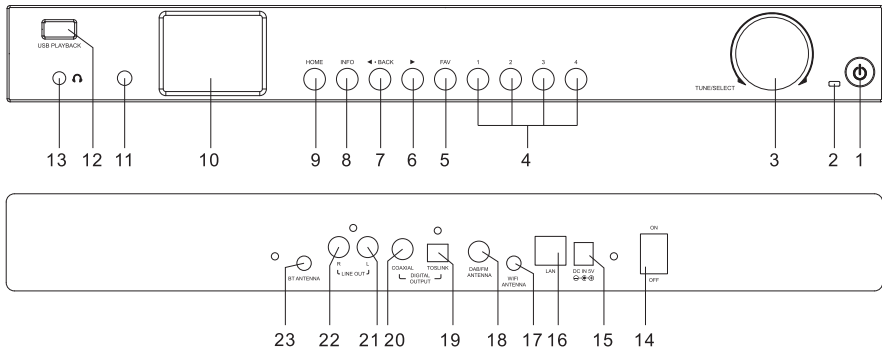 USB PLAYBACK
HOME INFO ◄ • BACK ► FAV 1 2 3 4
TUNE/SELECT
13 12 11 10 9 8 7 6 5 4 3 2 1
ON
R L COAXIAL TOSLINK DAB/FM ANTENNA LAN DC IN 5V
BT ANTENNA LINE OUT DIGITAL OUTPUT WIFI ANTENNA
OFF
23 22 21 20 19 18 17 16 15 14